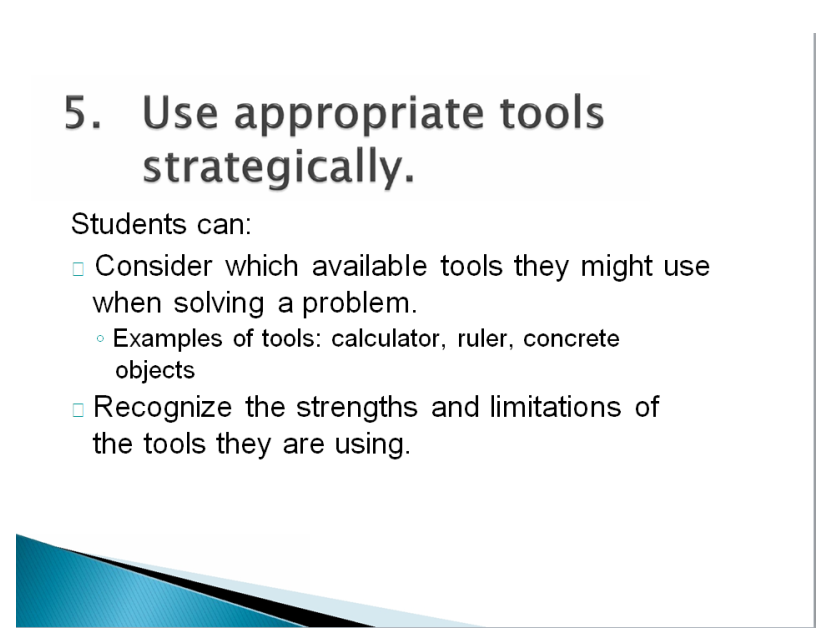 5. Use appropriate tools
strategically.
Students can:
Consider which available tools they might use
when solving a problem.
◦ Examples of tools: calculator, ruler, concrete
objects
Recognize the strengths and limitations of
the tools they are using.